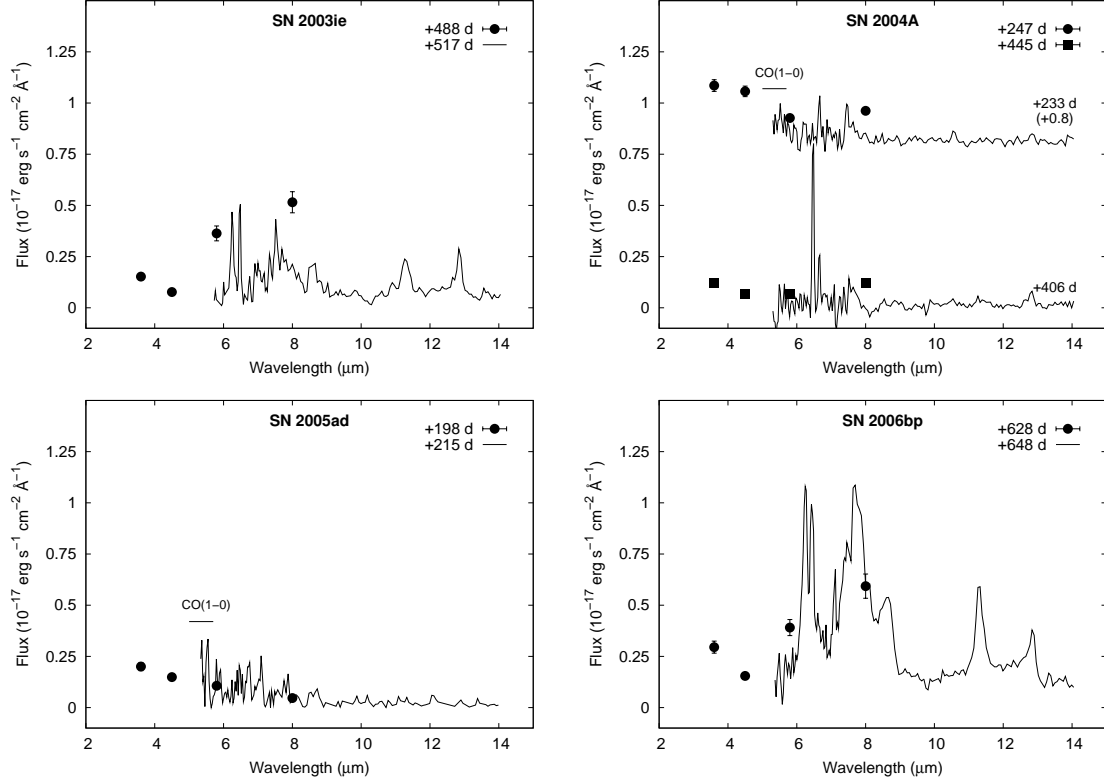 SN 2003ie
+488 d
+517 d
Flux (10⁻¹⁷ erg s⁻¹ cm⁻² Å⁻¹)
1.25
1
0.75
0.5
0.25
0
2 4 6 8 10 12 14
Wavelength (μm)
SN 2004A
+247 d
+445 d
CO(1−0)
+233 d
(+0.8)
+406 d
Flux (10⁻¹⁷ erg s⁻¹ cm⁻² Å⁻¹)
1.25
1
0.75
0.5
0.25
0
2 4 6 8 10 12 14
Wavelength (μm)
SN 2005ad
+198 d
+215 d
CO(1−0)
Flux (10⁻¹⁷ erg s⁻¹ cm⁻² Å⁻¹)
1.25
1
0.75
0.5
0.25
0
2 4 6 8 10 12 14
Wavelength (μm)
SN 2006bp
+628 d
+648 d
Flux (10⁻¹⁷ erg s⁻¹ cm⁻² Å⁻¹)
1.25
1
0.75
0.5
0.25
0
2 4 6 8 10 12 14
Wavelength (μm)